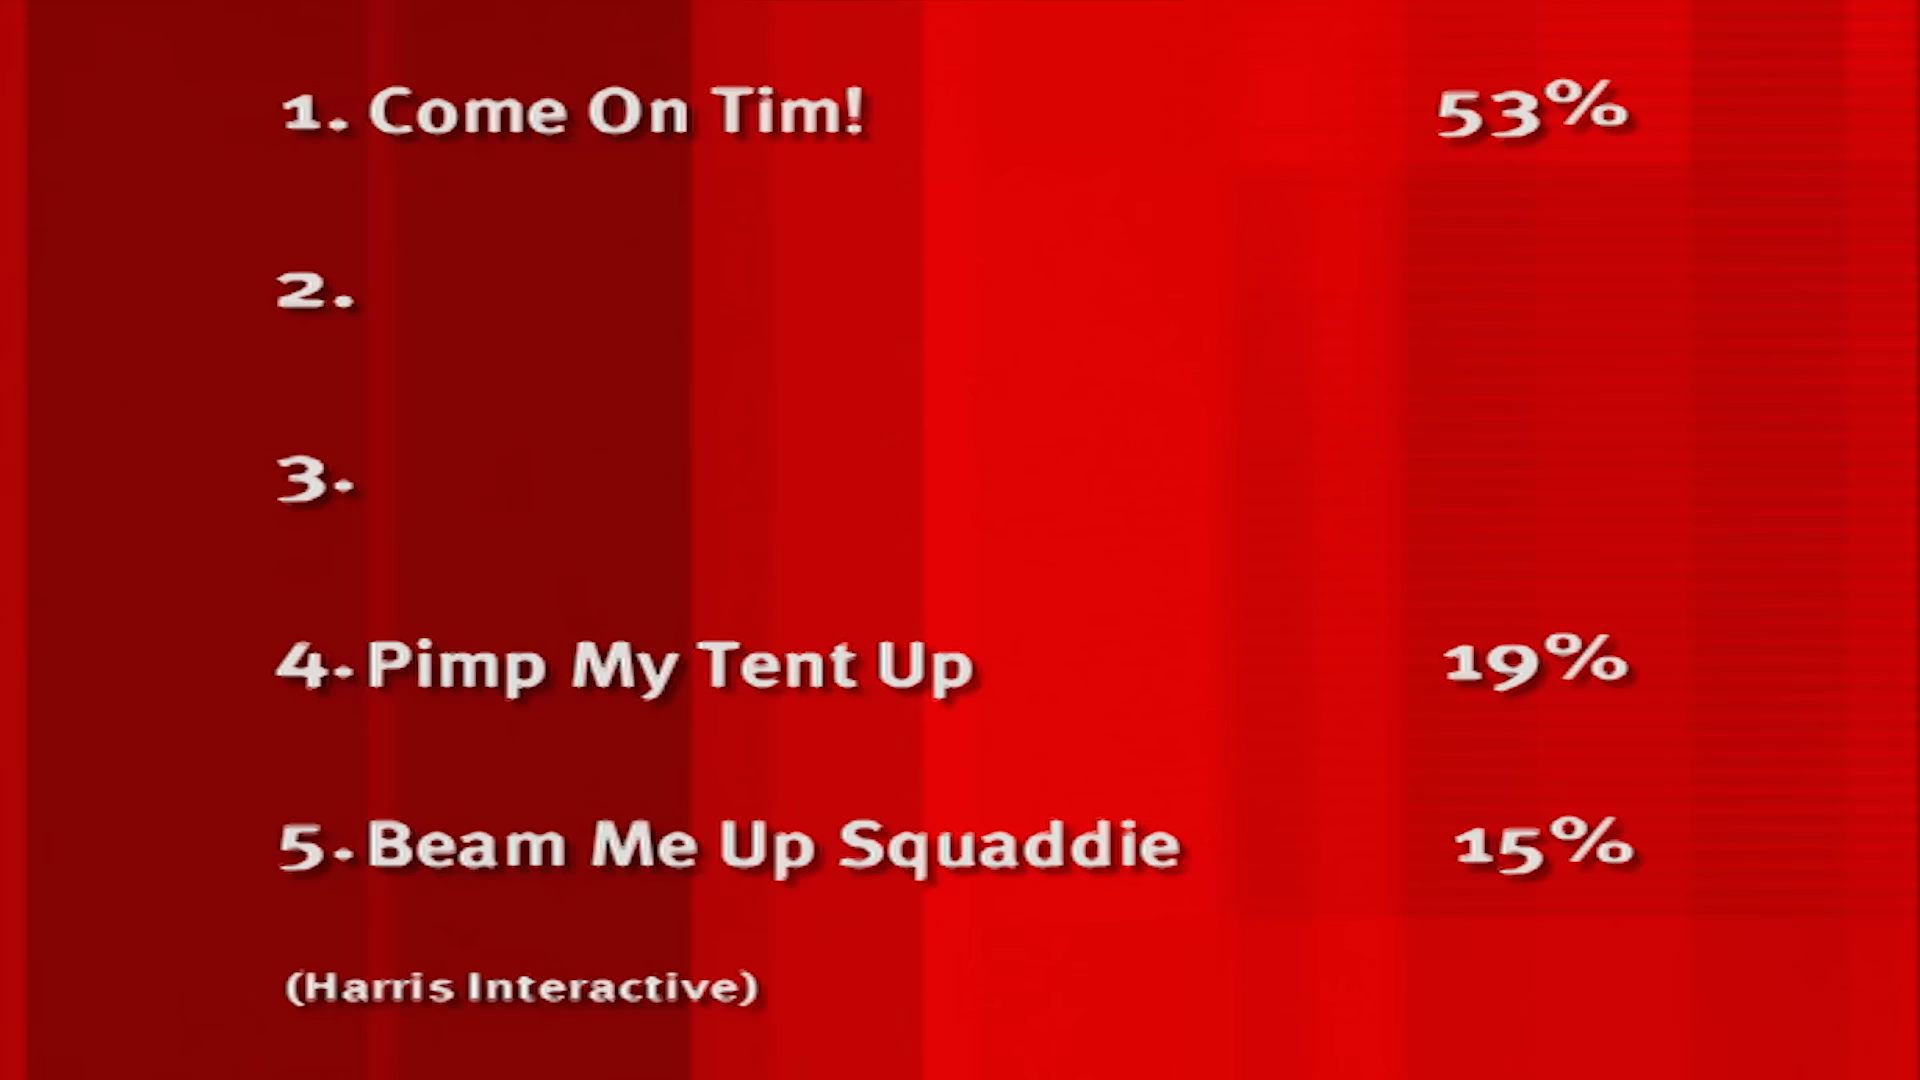 1. Come On Tim! 53%
2.
3.
4. Pimp My Tent Up 19%
5. Beam Me Up Squaddie 15%
(Harris Interactive)